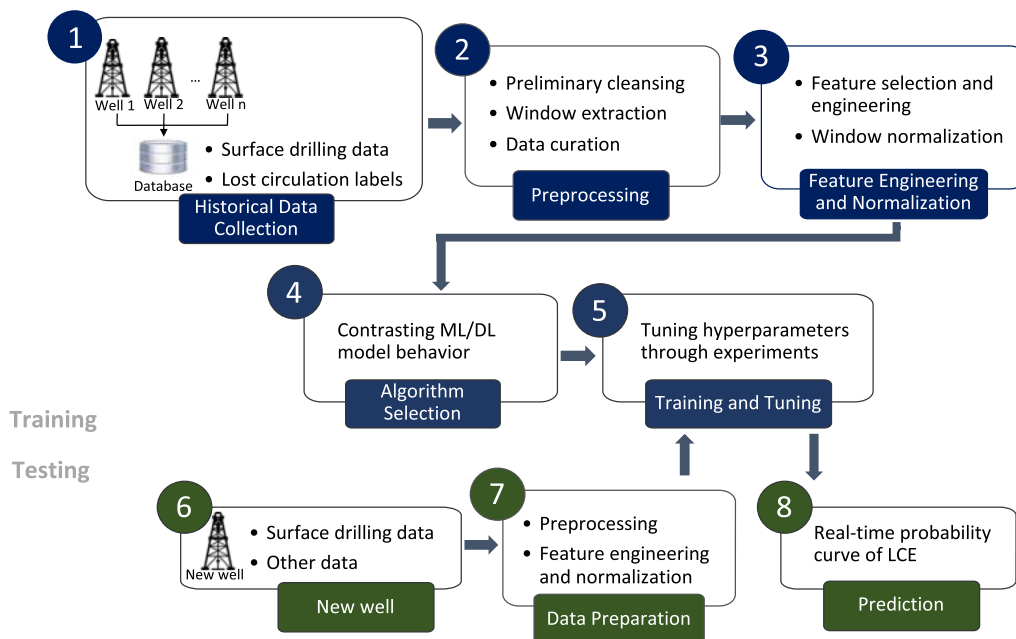 1
Well 1
Well 2
...
Well n
Database
• Surface drilling data
• Lost circulation labels
Historical Data
Collection
2
• Preliminary cleansing
• Window extraction
• Data curation
Preprocessing
3
• Feature selection and
engineering
• Window normalization
Feature Engineering
and Normalization
4
Contrasting ML/DL
model behavior
Algorithm
Selection
5
Tuning hyperparameters
through experiments
Training and Tuning
Training
Testing
6
New well
• Surface drilling data
• Other data
New well
7
• Preprocessing
• Feature engineering
and normalization
Data Preparation
8
Real-time probability
curve of LCE
Prediction